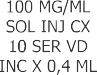 100 MG/ML
SOL INJ CX
10 SER VD
INC X 0,4 ML